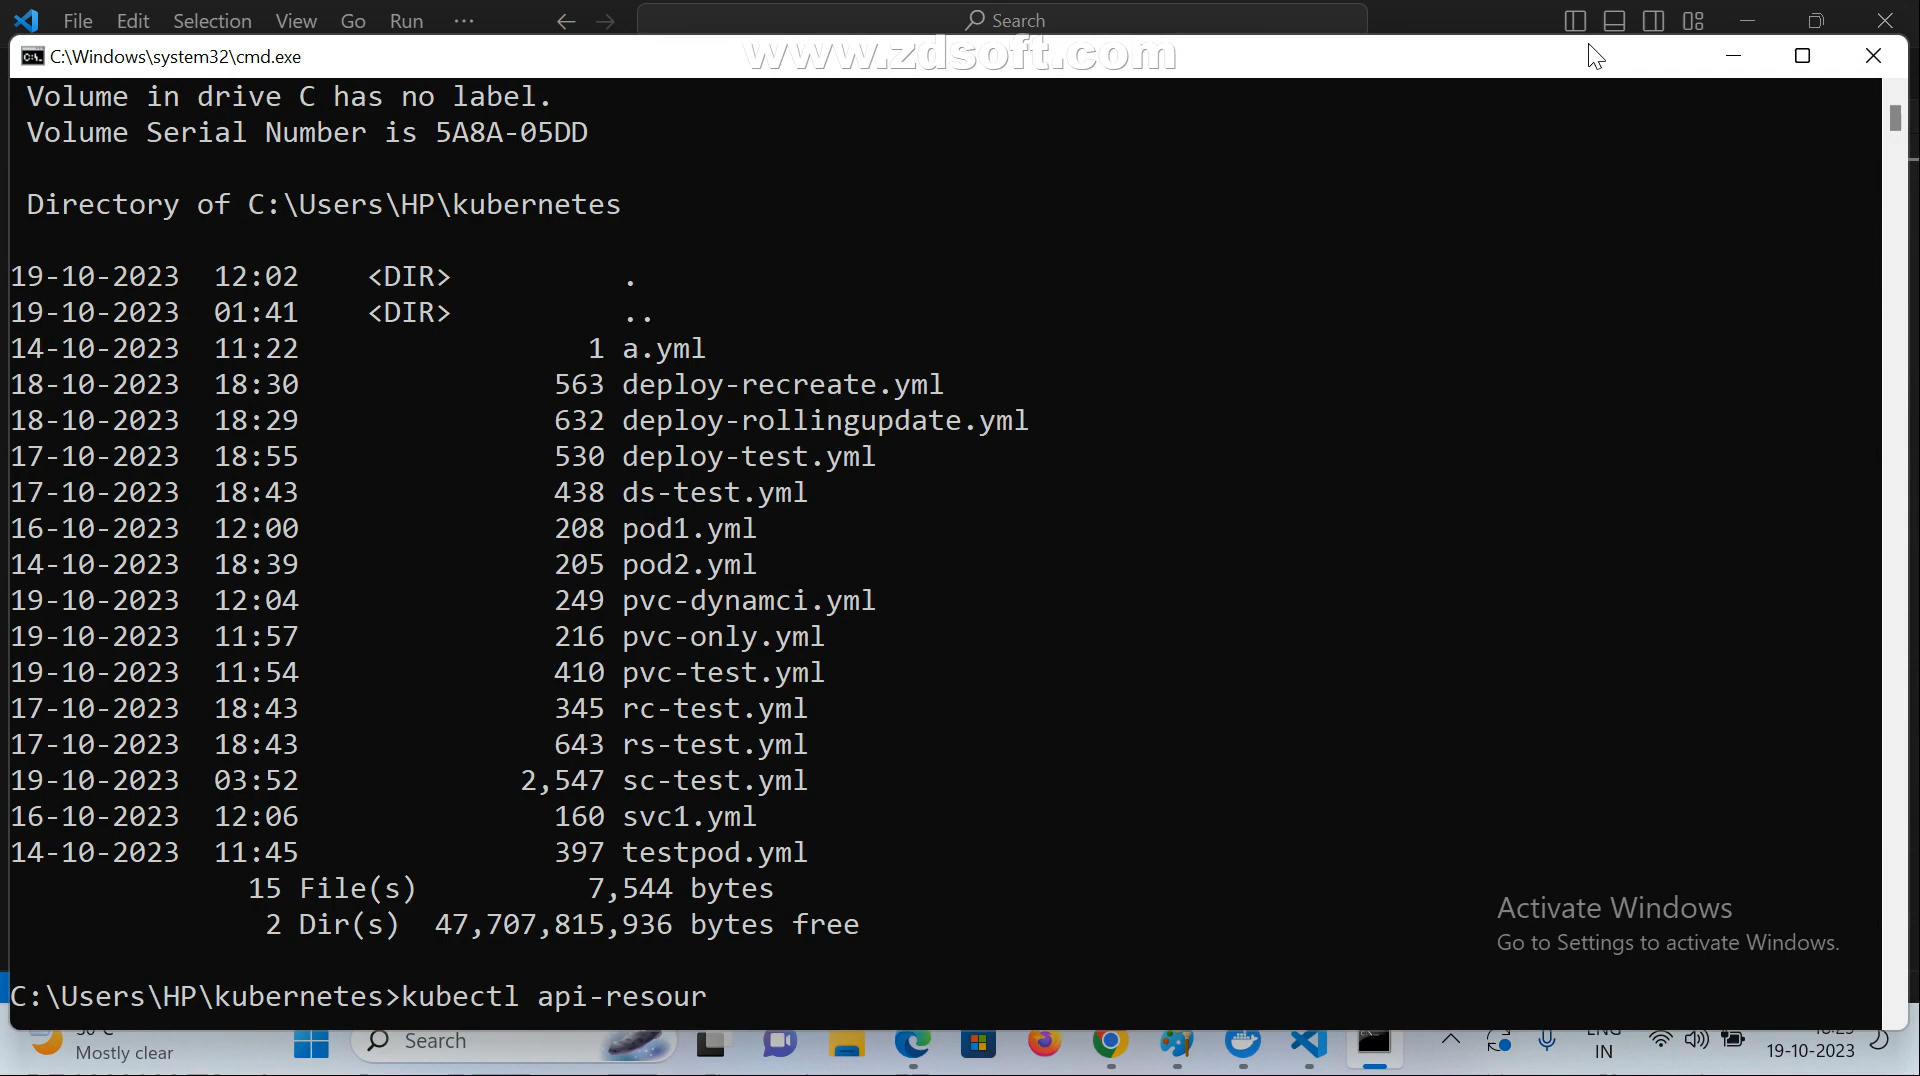 File Edit Selection View Go Run ··· Search
C:\Windows\system32\cmd.exe
www.zdsoft.com
Volume in drive C has no label.
Volume Serial Number is 5A8A-05DD
Directory of C:\Users\HP\kubernetes
19-10-2023 12:02 <DIR> .
19-10-2023 01:41 <DIR> ..
14-10-2023 11:22 1 a.yml
18-10-2023 18:30 563 deploy-recreate.yml
18-10-2023 18:29 632 deploy-rollingupdate.yml
17-10-2023 18:55 530 deploy-test.yml
17-10-2023 18:43 438 ds-test.yml
16-10-2023 12:00 208 pod1.yml
14-10-2023 18:39 205 pod2.yml
19-10-2023 12:04 249 pvc-dynamci.yml
19-10-2023 11:57 216 pvc-only.yml
19-10-2023 11:54 410 pvc-test.yml
17-10-2023 18:43 345 rc-test.yml
17-10-2023 18:43 643 rs-test.yml
19-10-2023 03:52 2,547 sc-test.yml
16-10-2023 12:06 160 svc1.yml
14-10-2023 11:45 397 testpod.yml
15 File(s) 7,544 bytes
2 Dir(s) 47,707,815,936 bytes free
Activate Windows
Go to Settings to activate Windows.
C:\Users\HP\kubernetes>kubectl api-resour
Mostly clear
Search
ENG
IN
19-10-2023